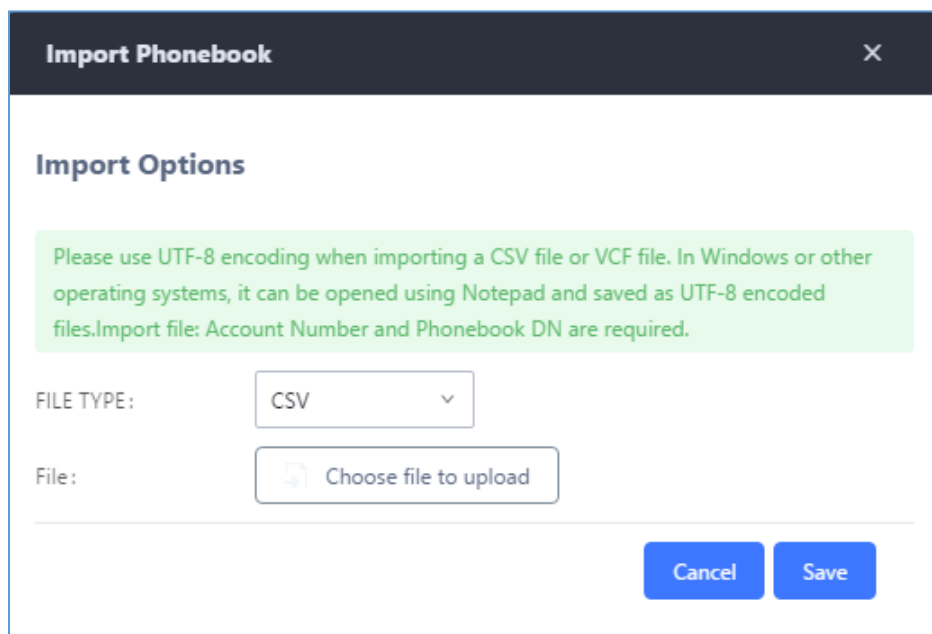 Import Phonebook
Import Options
Please use UTF-8 encoding when importing a CSV file or VCF file. In Windows or other
operating systems, it can be opened using Notepad and saved as UTF-8 encoded
files.Import file: Account Number and Phonebook DN are required.
FILE TYPE:
CSV
File:
Choose file to upload
Cancel
Save